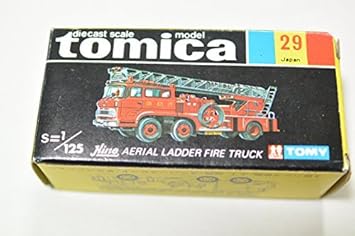 diecast scale model
tomica
29
Japan
S=1/125
Hino AERIAL LADDER FIRE TRUCK
TOMY